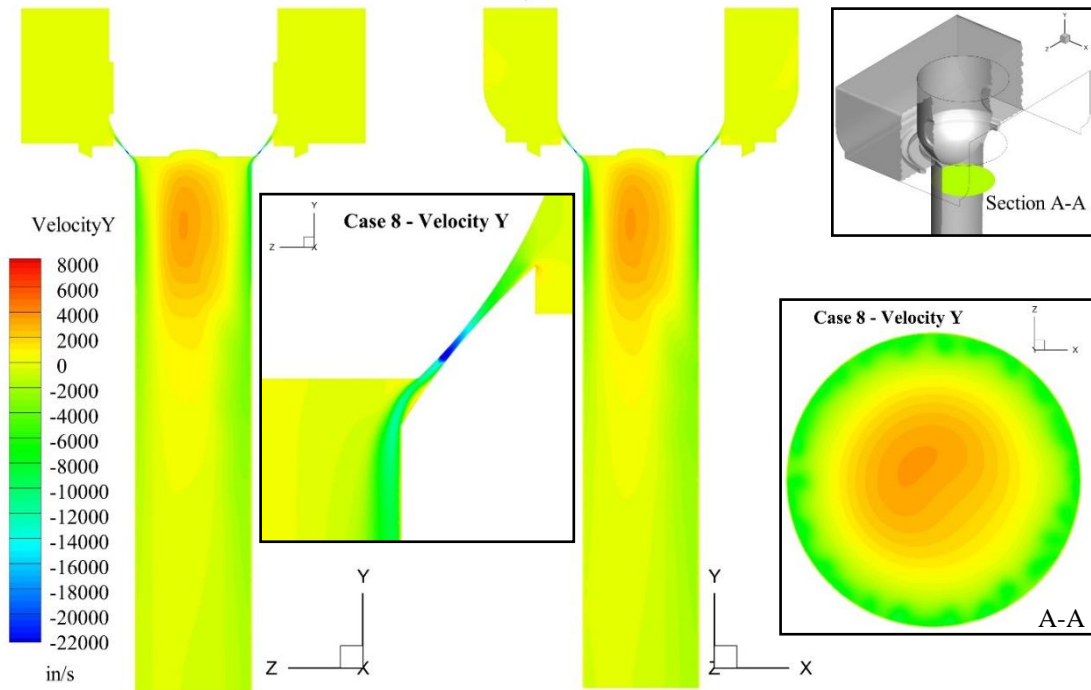 VelocityY
8000
6000
4000
2000
0
-2000
-4000
-6000
-8000
-10000
-12000
-14000
-16000
-18000
-20000
-22000
in/s
Y
Z
X
Case 8 - Velocity Y
Y
Z
X
Y
Z
X
Y
Z
X
Section A-A
Case 8 - Velocity Y
Z
Y
X
A-A